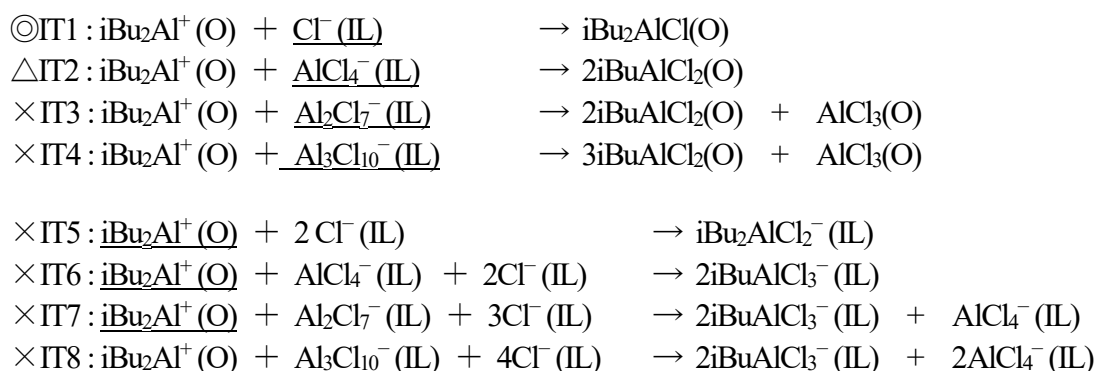 ◎IT1 : iBu₂Al⁺ (O) + Cl⁻ (IL) → iBu₂AlCl(O)
△IT2 : iBu₂Al⁺ (O) + AlCl₄⁻ (IL) → 2iBuAlCl₂(O)
×IT3 : iBu₂Al⁺ (O) + Al₂Cl₇⁻ (IL) → 2iBuAlCl₂(O) + AlCl₃(O)
×IT4 : iBu₂Al⁺ (O) + Al₃Cl₁₀⁻ (IL) → 3iBuAlCl₂(O) + AlCl₃(O)
×IT5 : iBu₂Al⁺ (O) + 2 Cl⁻ (IL) → iBu₂AlCl₂⁻ (IL)
×IT6 : iBu₂Al⁺ (O) + AlCl₄⁻ (IL) + 2Cl⁻ (IL) → 2iBuAlCl₃⁻ (IL)
×IT7 : iBu₂Al⁺ (O) + Al₂Cl₇⁻ (IL) + 3Cl⁻ (IL) → 2iBuAlCl₃⁻ (IL) + AlCl₄⁻ (IL)
×IT8 : iBu₂Al⁺ (O) + Al₃Cl₁₀⁻ (IL) + 4Cl⁻ (IL) → 2iBuAlCl₃⁻ (IL) + 2AlCl₄⁻ (IL)